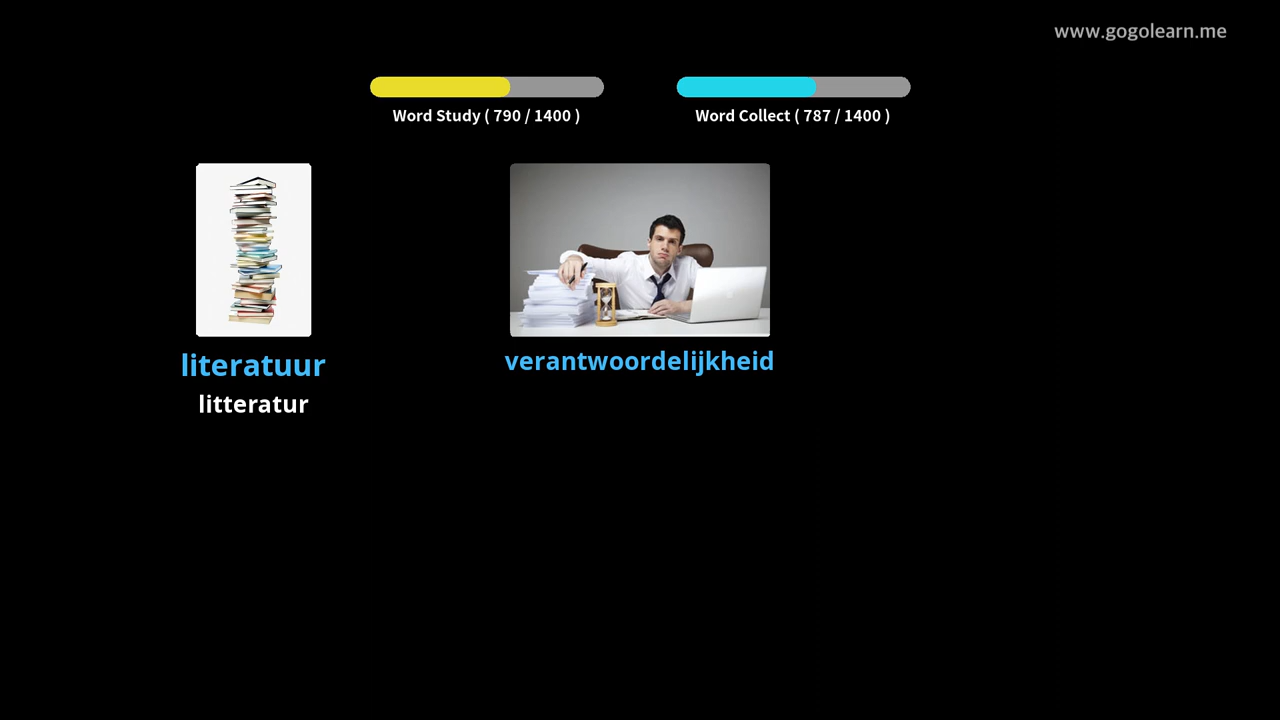 www.gogolearn.me
Word Study ( 790 / 1400 )
Word Collect ( 787 / 1400 )
literatuur
litteratur
verantwoordelijkheid